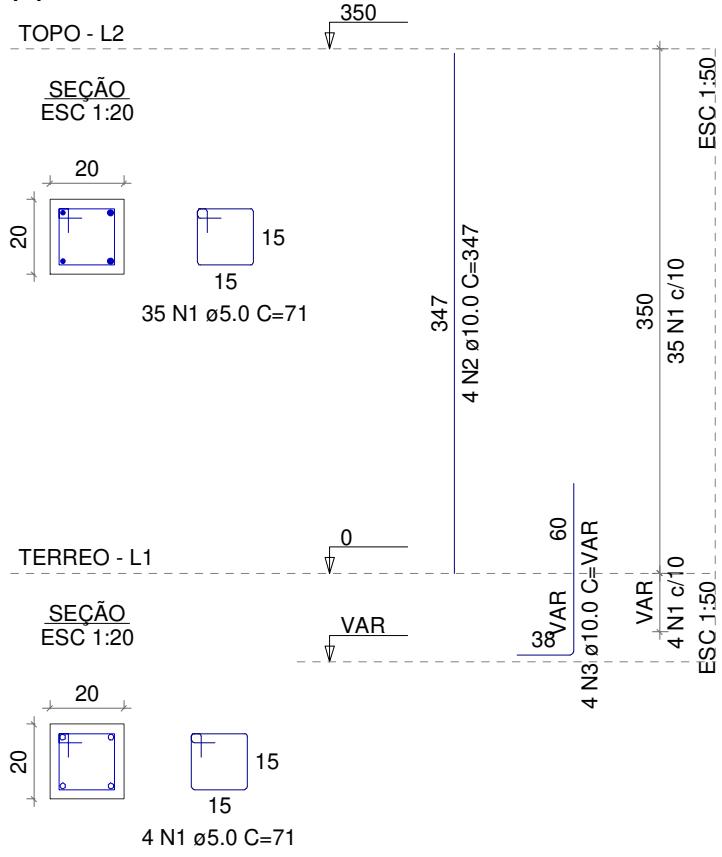 350
TOPO - L2
SEÇÃO
ESC 1:20
ESC 1:50
20
20
15
15
35 N1 ø5.0 C=71
347
4 N2 ø10.0 C=347
350
35 N1 c/10
0
TERREO - L1
60
VAR
38
4 N3 ø10.0 C=VAR
VAR
4 N1 c/10
ESC 1:50
SEÇÃO
ESC 1:20
VAR
20
20
15
15
4 N1 ø5.0 C=71